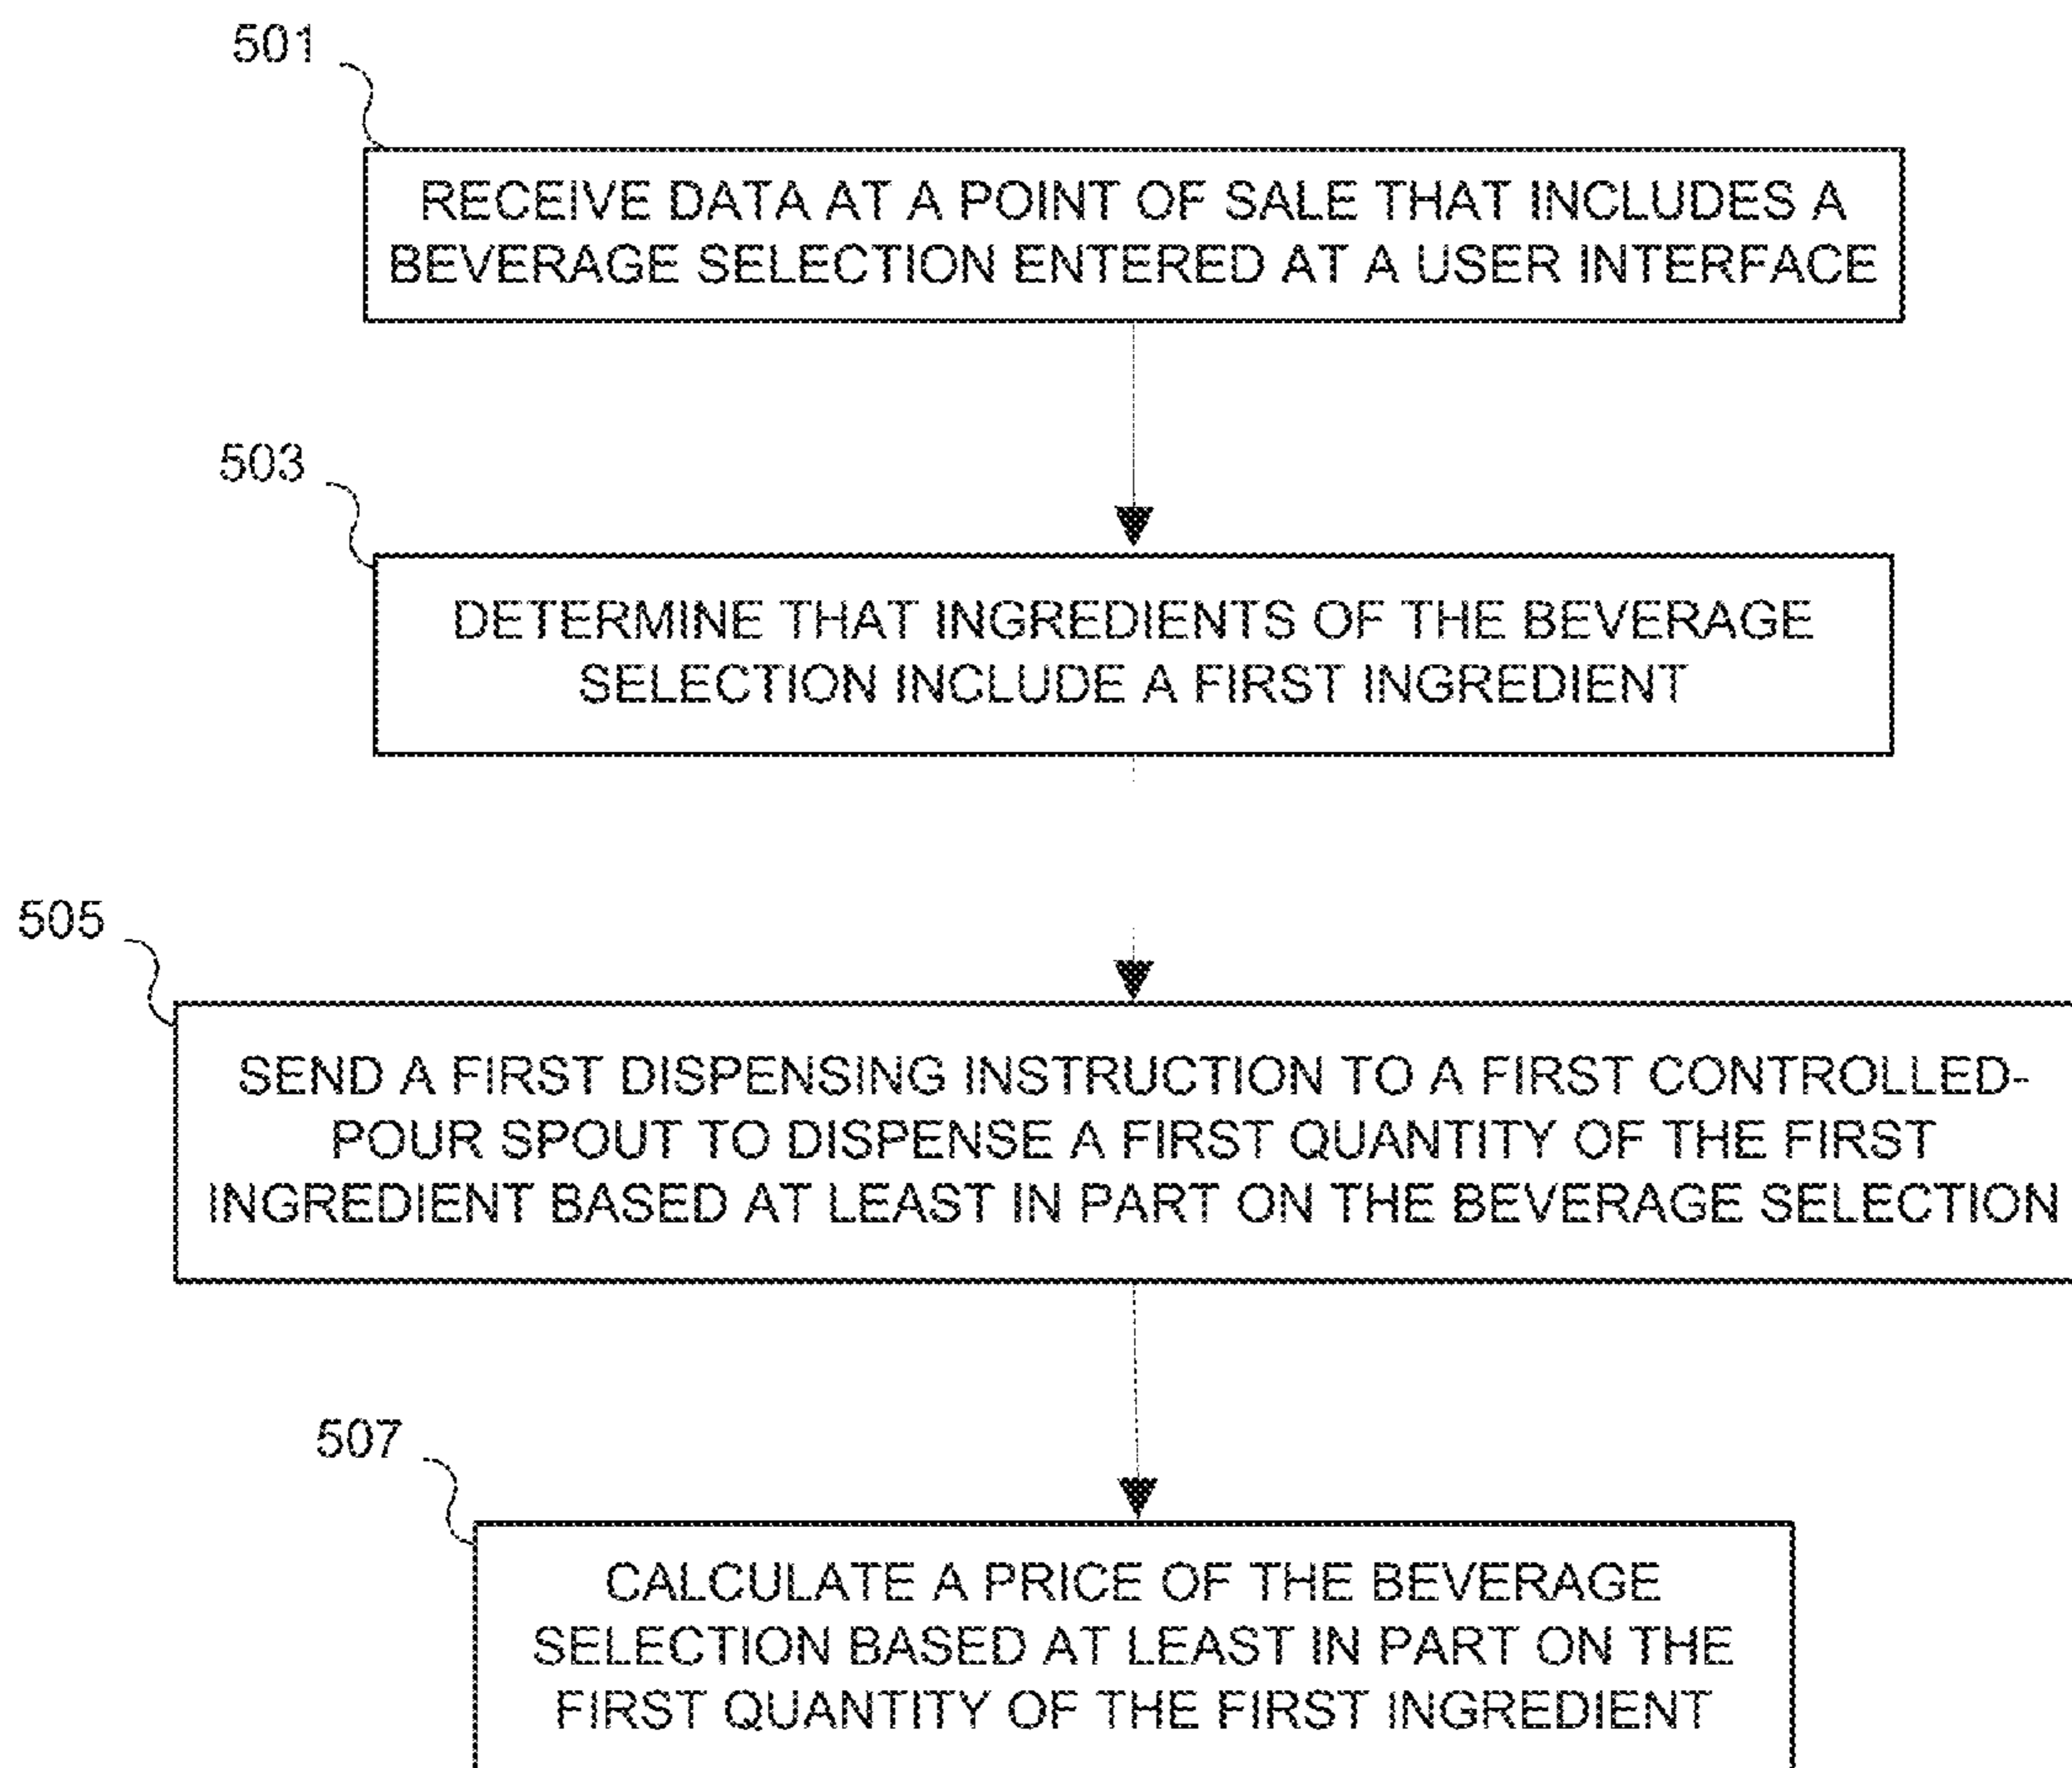 501
RECEIVE DATA AT A POINT OF SALE THAT INCLUDES A
BEVERAGE SELECTION ENTERED AT A USER INTERFACE
503
DETERMINE THAT INGREDIENTS OF THE BEVERAGE
SELECTION INCLUDE A FIRST INGREDIENT
505
SEND A FIRST DISPENSING INSTRUCTION TO A FIRST CONTROLLED-
POUR SPOUT TO DISPENSE A FIRST QUANTITY OF THE FIRST
INGREDIENT BASED AT LEAST IN PART ON THE BEVERAGE SELECTION
507
CALCULATE A PRICE OF THE BEVERAGE
SELECTION BASED AT LEAST IN PART ON THE
FIRST QUANTITY OF THE FIRST INGREDIENT